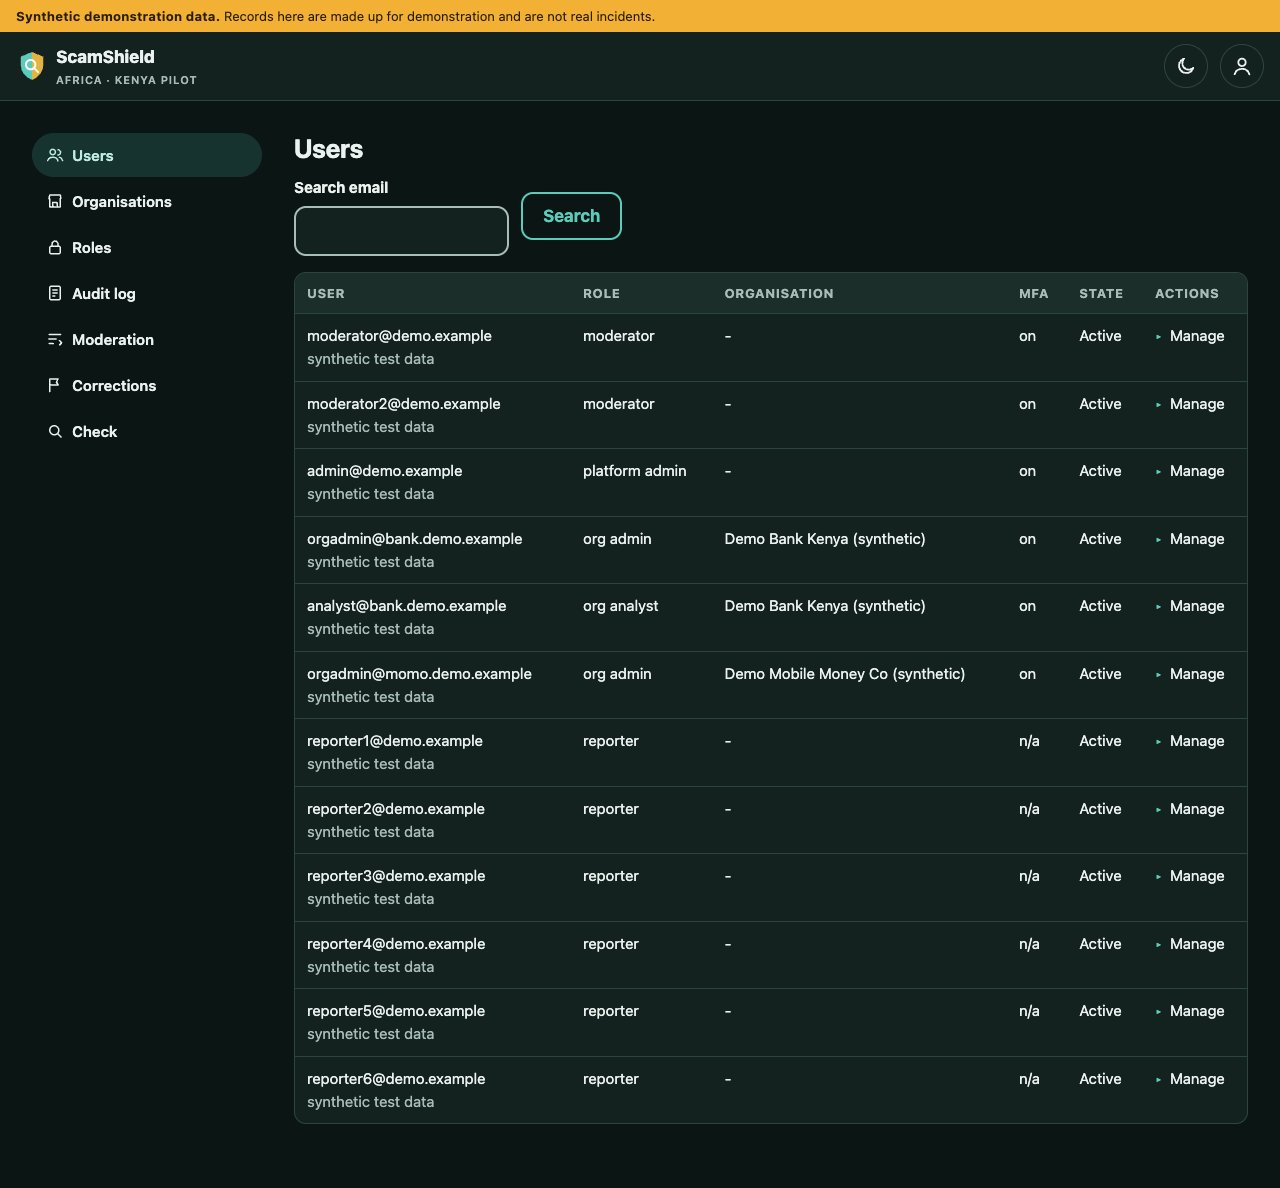 Synthetic demonstration data. Records here are made up for demonstration and are not real incidents.
ScamShield
AFRICA · KENYA PILOT
Users
Organisations
Roles
Audit log
Moderation
Corrections
Check
Users
Search email
Search
USER ROLE ORGANISATION MFA STATE ACTIONS
moderator@demo.example moderator - on Active Manage
synthetic test data
moderator2@demo.example moderator - on Active Manage
synthetic test data
admin@demo.example platform admin - on Active Manage
synthetic test data
orgadmin@bank.demo.example org admin Demo Bank Kenya (synthetic) on Active Manage
synthetic test data
analyst@bank.demo.example org analyst Demo Bank Kenya (synthetic) on Active Manage
synthetic test data
orgadmin@momo.demo.example org admin Demo Mobile Money Co (synthetic) on Active Manage
synthetic test data
reporter1@demo.example reporter - n/a Active Manage
synthetic test data
reporter2@demo.example reporter - n/a Active Manage
synthetic test data
reporter3@demo.example reporter - n/a Active Manage
synthetic test data
reporter4@demo.example reporter - n/a Active Manage
synthetic test data
reporter5@demo.example reporter - n/a Active Manage
synthetic test data
reporter6@demo.example reporter - n/a Active Manage
synthetic test data